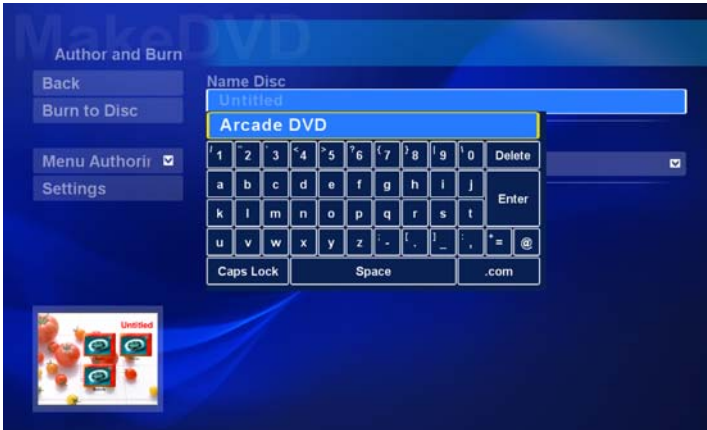 MakeDVD
Author and Burn
Back
Burn to Disc
Menu Authorin
Settings
Name Disc
Untitled
Arcade DVD
/ 1 " 2 ` 3 < 4 > 5 ? 6 { 7 } 8 | 9 \ 0 Delete
a b c d e f g h i j
Enter
k l m n o p q r s t
u v w x y z ; - [ . ] _ : , + = @
Caps Lock Space .com
Untitled